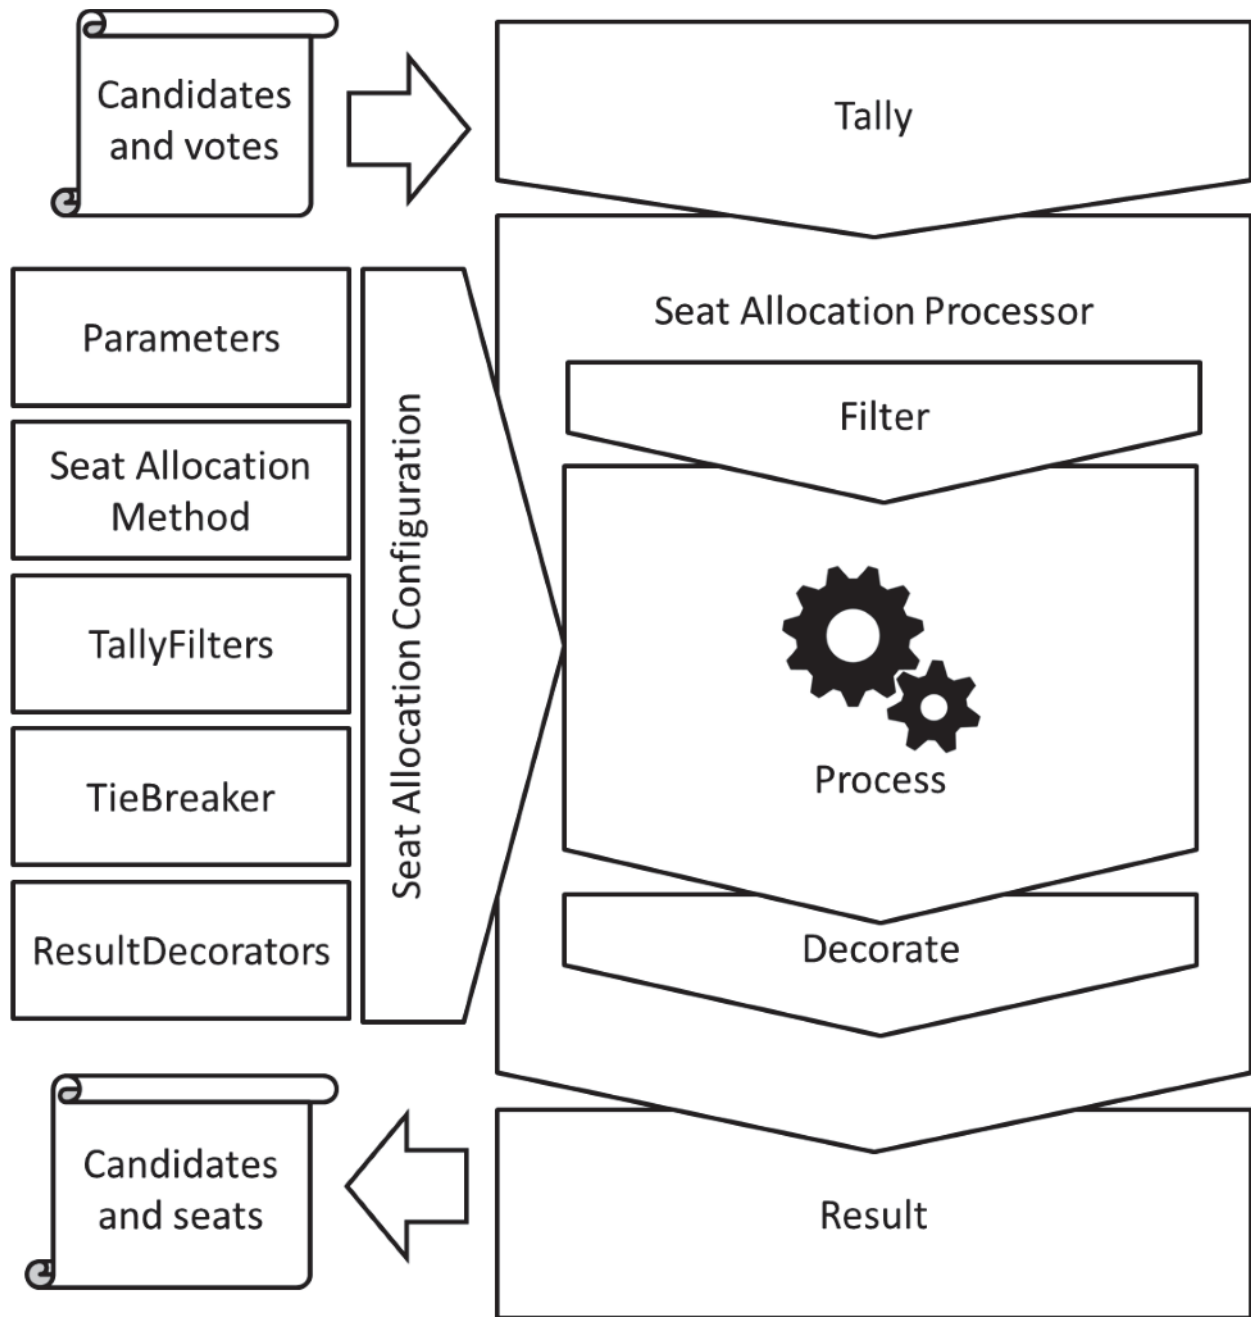 Candidates
and votes
Tally
Parameters
Seat Allocation
Method
TallyFilters
TieBreaker
ResultDecorators
Seat Allocation Configuration
Seat Allocation Processor
Filter
Process
Decorate
Candidates
and seats
Result